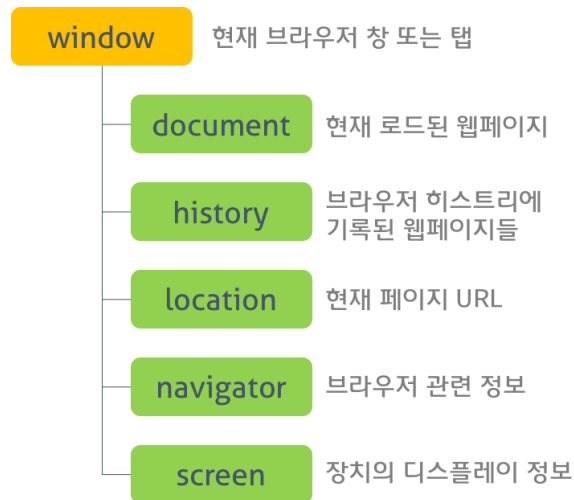 window 현재 브라우저 창 또는 탭
document 현재 로드된 웹페이지
history 브라우저 히스트리에
기록된 웹페이지들
location 현재 페이지 URL
navigator 브라우저 관련 정보
screen 장치의 디스플레이 정보